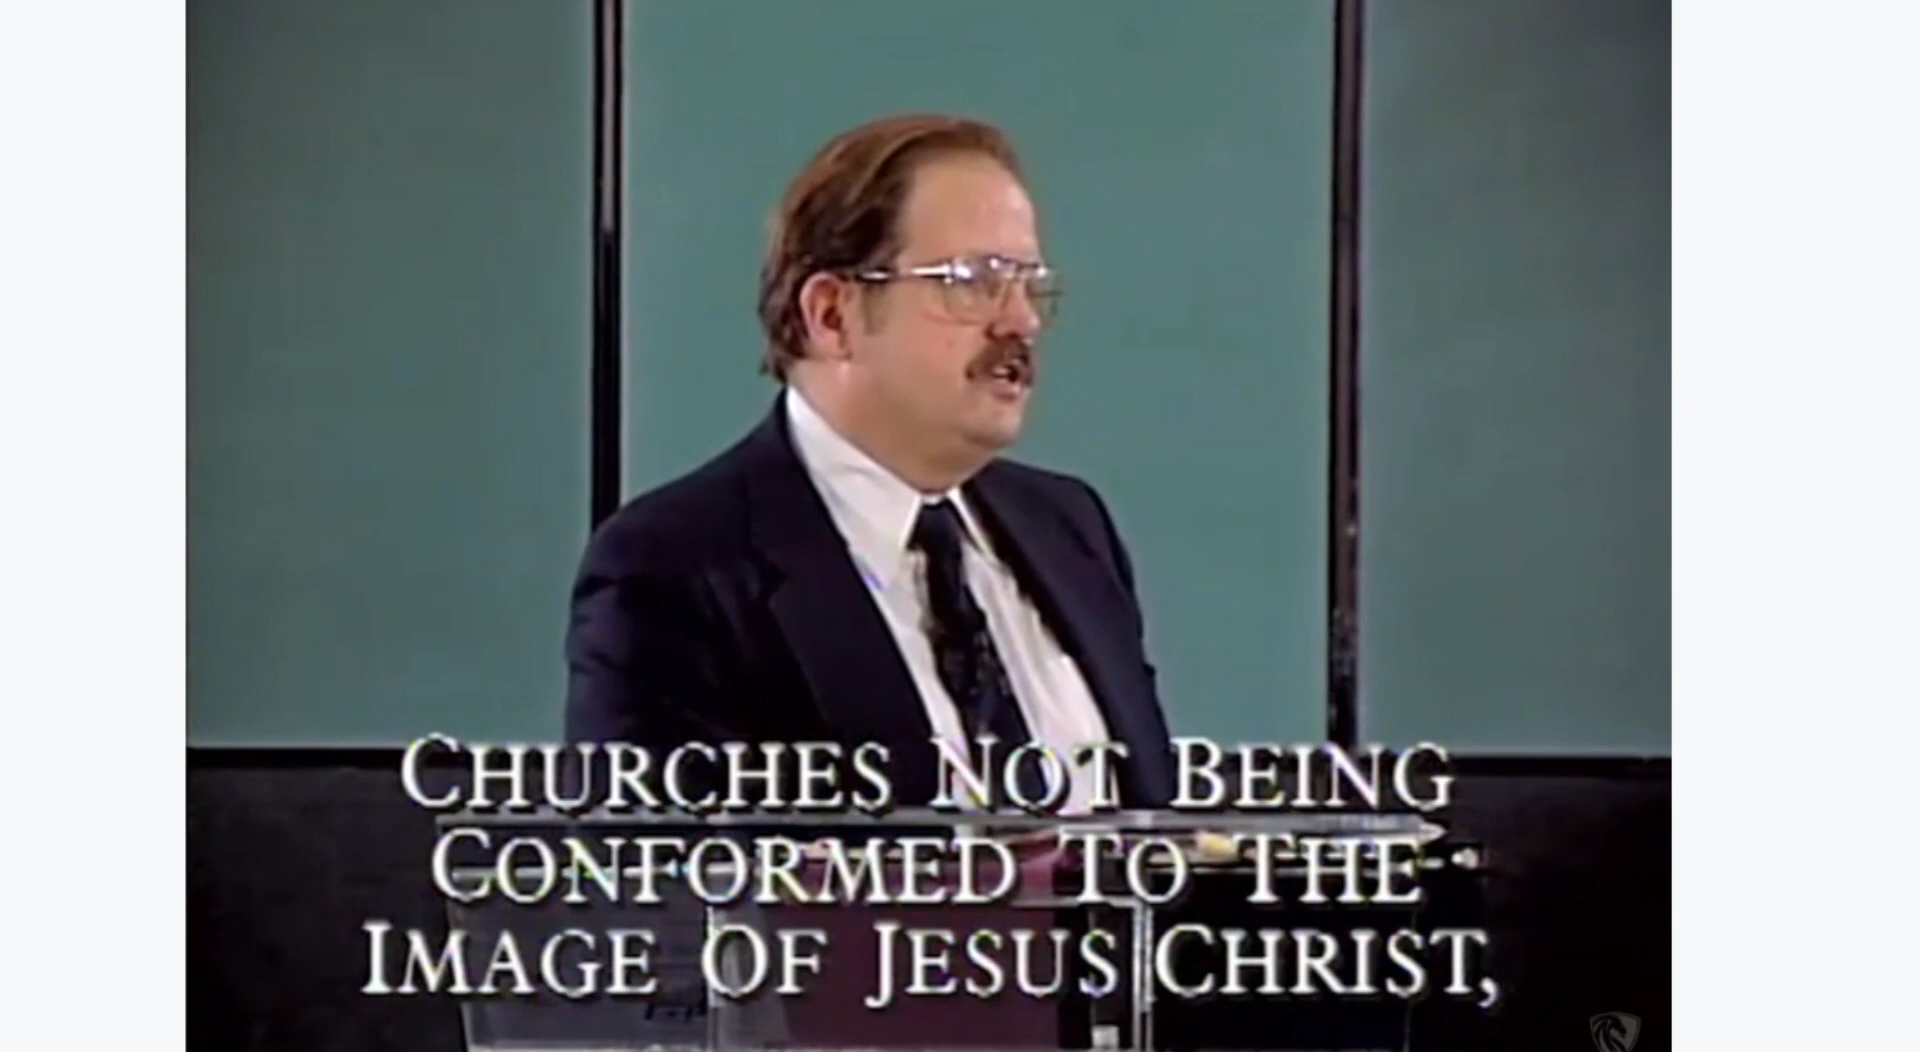 CHURCHES NOT BEING
CONFORMED TO THE
IMAGE OF JESUS CHRIST,